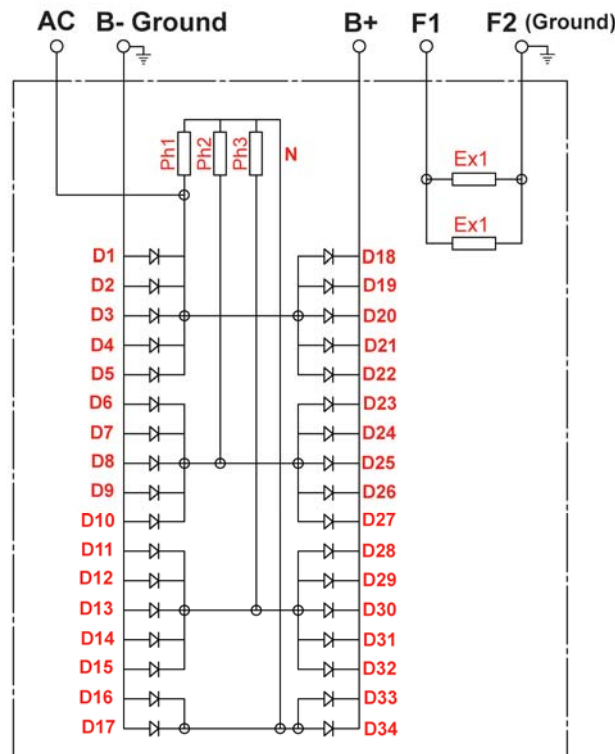 AC B- Ground B+ F1 F2 (Ground)
Ph1 Ph2 Ph3 N
Ex1
Ex1
D1 D18
D2 D19
D3 D20
D4 D21
D5 D22
D6 D23
D7 D24
D8 D25
D9 D26
D10 D27
D11 D28
D12 D29
D13 D30
D14 D31
D15 D32
D16 D33
D17 D34